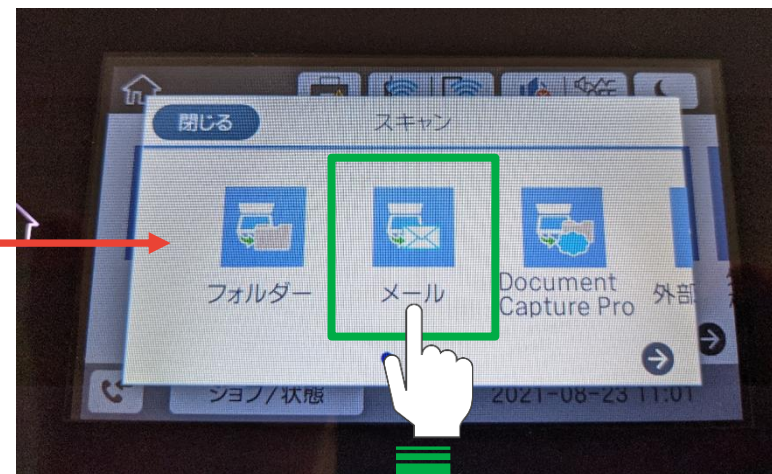 閉じる
スキャン
フォルダー
メール
Document
Capture Pro
外部
ジョブ/状態
2021-08-23 11:01